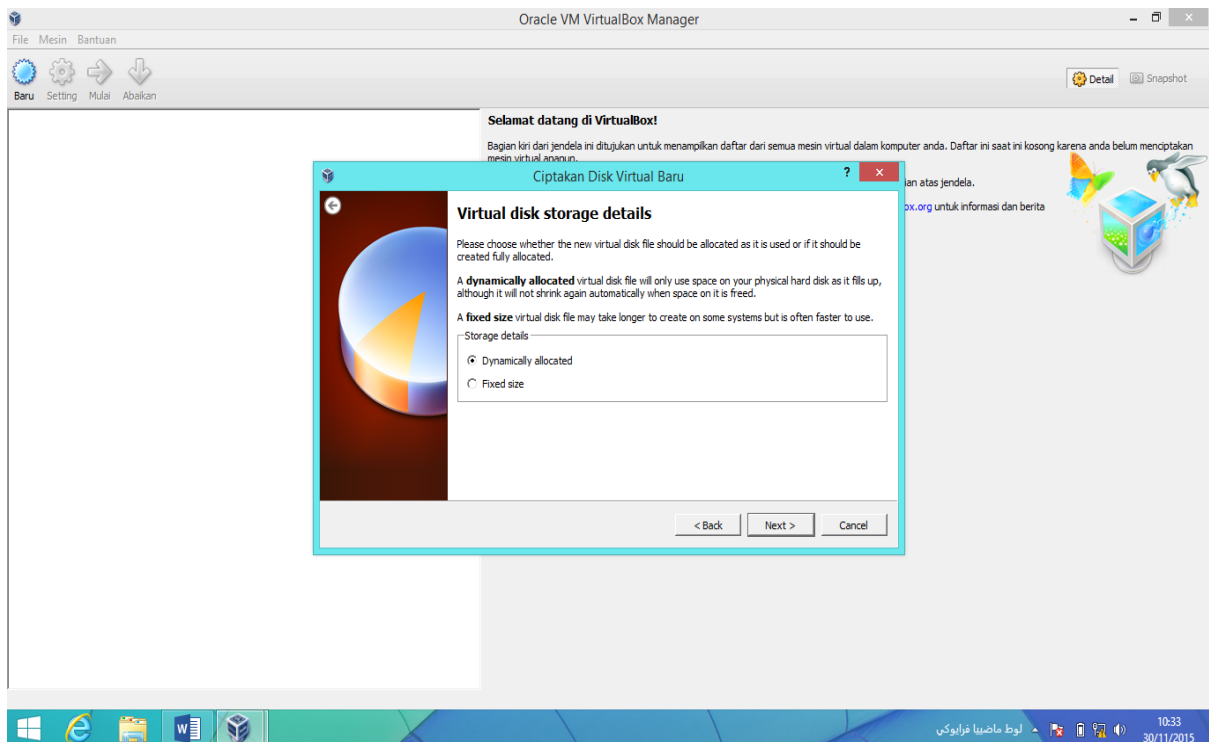 Oracle VM VirtualBox Manager
File Mesin Bantuan
Baru Setting Mulai Abaikan
Detail Snapshot
Selamat datang di VirtualBox!
Bagian kiri dari jendela ini ditujukan untuk menampilkan daftar dari semua mesin virtual dalam komputer anda. Daftar ini saat ini kosong karena anda belum menciptakan
mesin virtual apapun.
ian atas jendela.
ox.org untuk informasi dan berita
Ciptakan Disk Virtual Baru
? x
Virtual disk storage details
Please choose whether the new virtual disk file should be allocated as it is used or if it should be
created fully allocated.
A dynamically allocated virtual disk file will only use space on your physical hard disk as it fills up,
although it will not shrink again automatically when space on it is freed.
A fixed size virtual disk file may take longer to create on some systems but is often faster to use.
Storage details
Dynamically allocated
Fixed size
< Back Next > Cancel
لوط ماضييا فرايوكي
10:33
30/11/2015